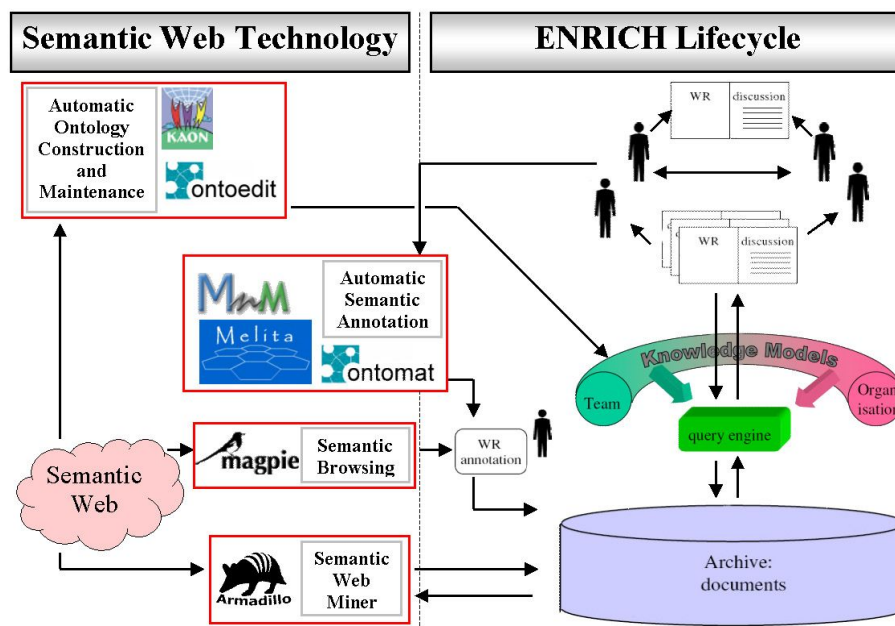 Semantic Web Technology
ENRICH Lifecycle
Automatic
Ontology
Construction
and
Maintenance
KAON
ontoedit
WR
discussion
WR
discussion
MnM
Melita
Automatic
Semantic
Annotation
ontomat
Knowledge Models
Team
Organ
isation
query engine
magpie
Semantic
Browsing
WR
annotation
Semantic
Web
Armadillo
Semantic
Web
Miner
Archive:
documents